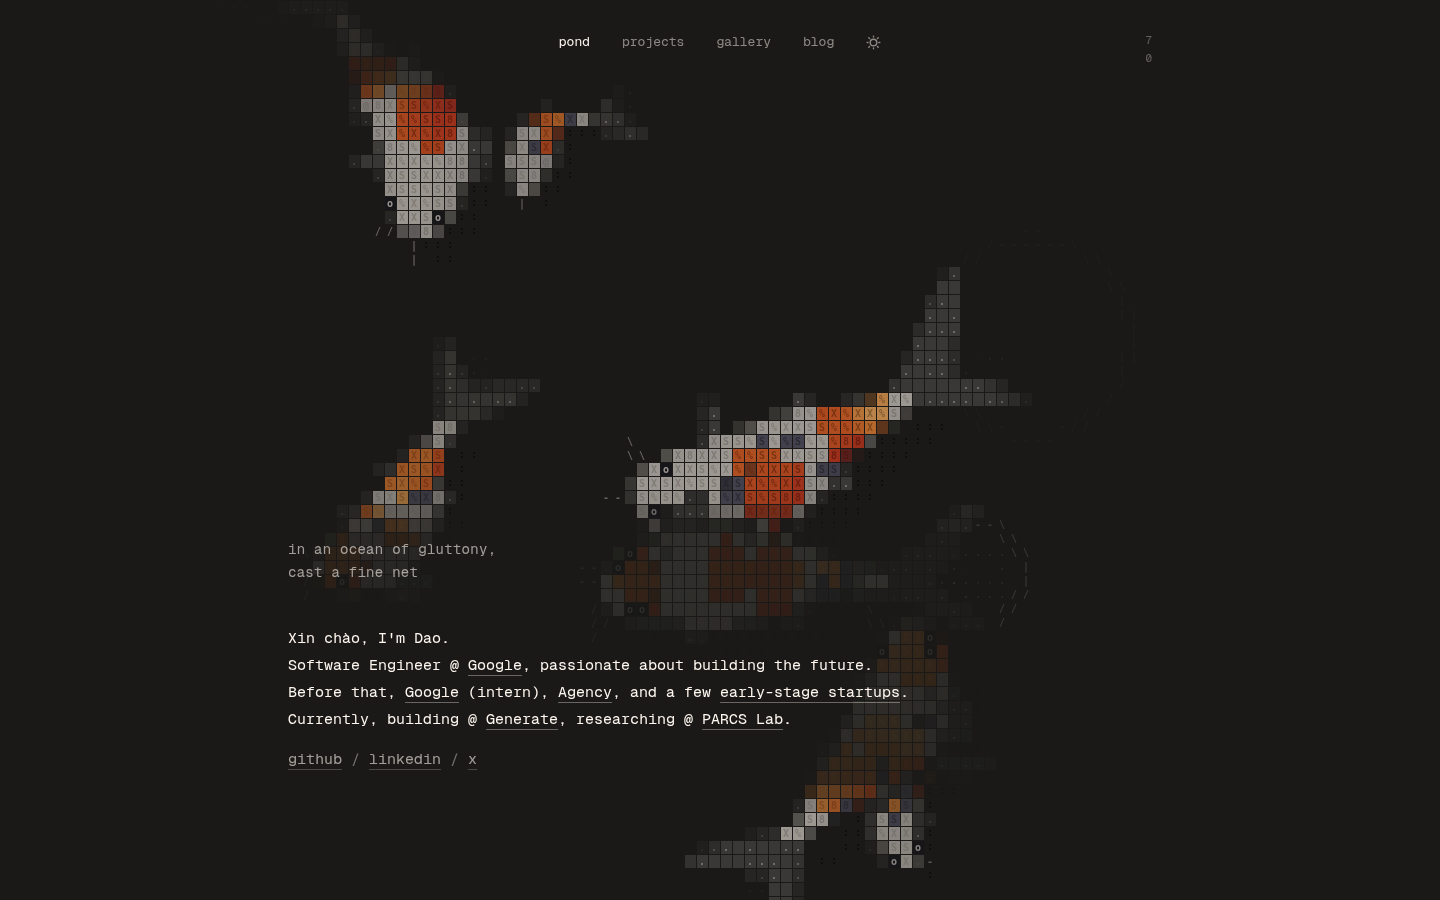 pond projects gallery blog
7
0
in an ocean of gluttony,
cast a fine net
Xin chào, I'm Dao.
Software Engineer @ Google, passionate about building the future.
Before that, Google (intern), Agency, and a few early-stage startups.
Currently, building @ Generate, researching @ PARCS Lab.
github / linkedin / x